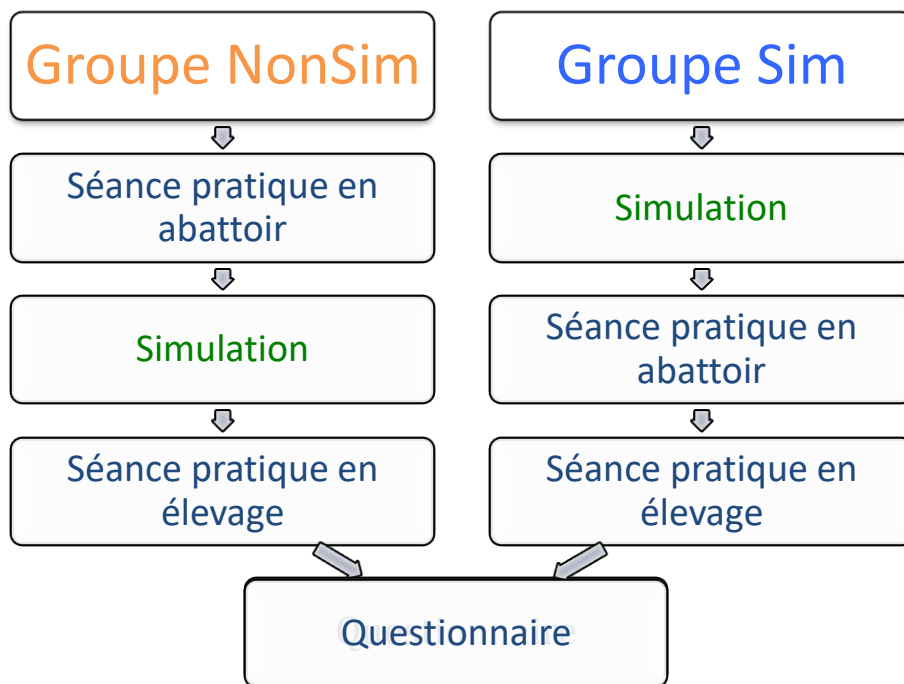 Groupe NonSim
Séance pratique en
abattoir
Simulation
Séance pratique en
élevage
Groupe Sim
Simulation
Séance pratique en
abattoir
Séance pratique en
élevage
Questionnaire